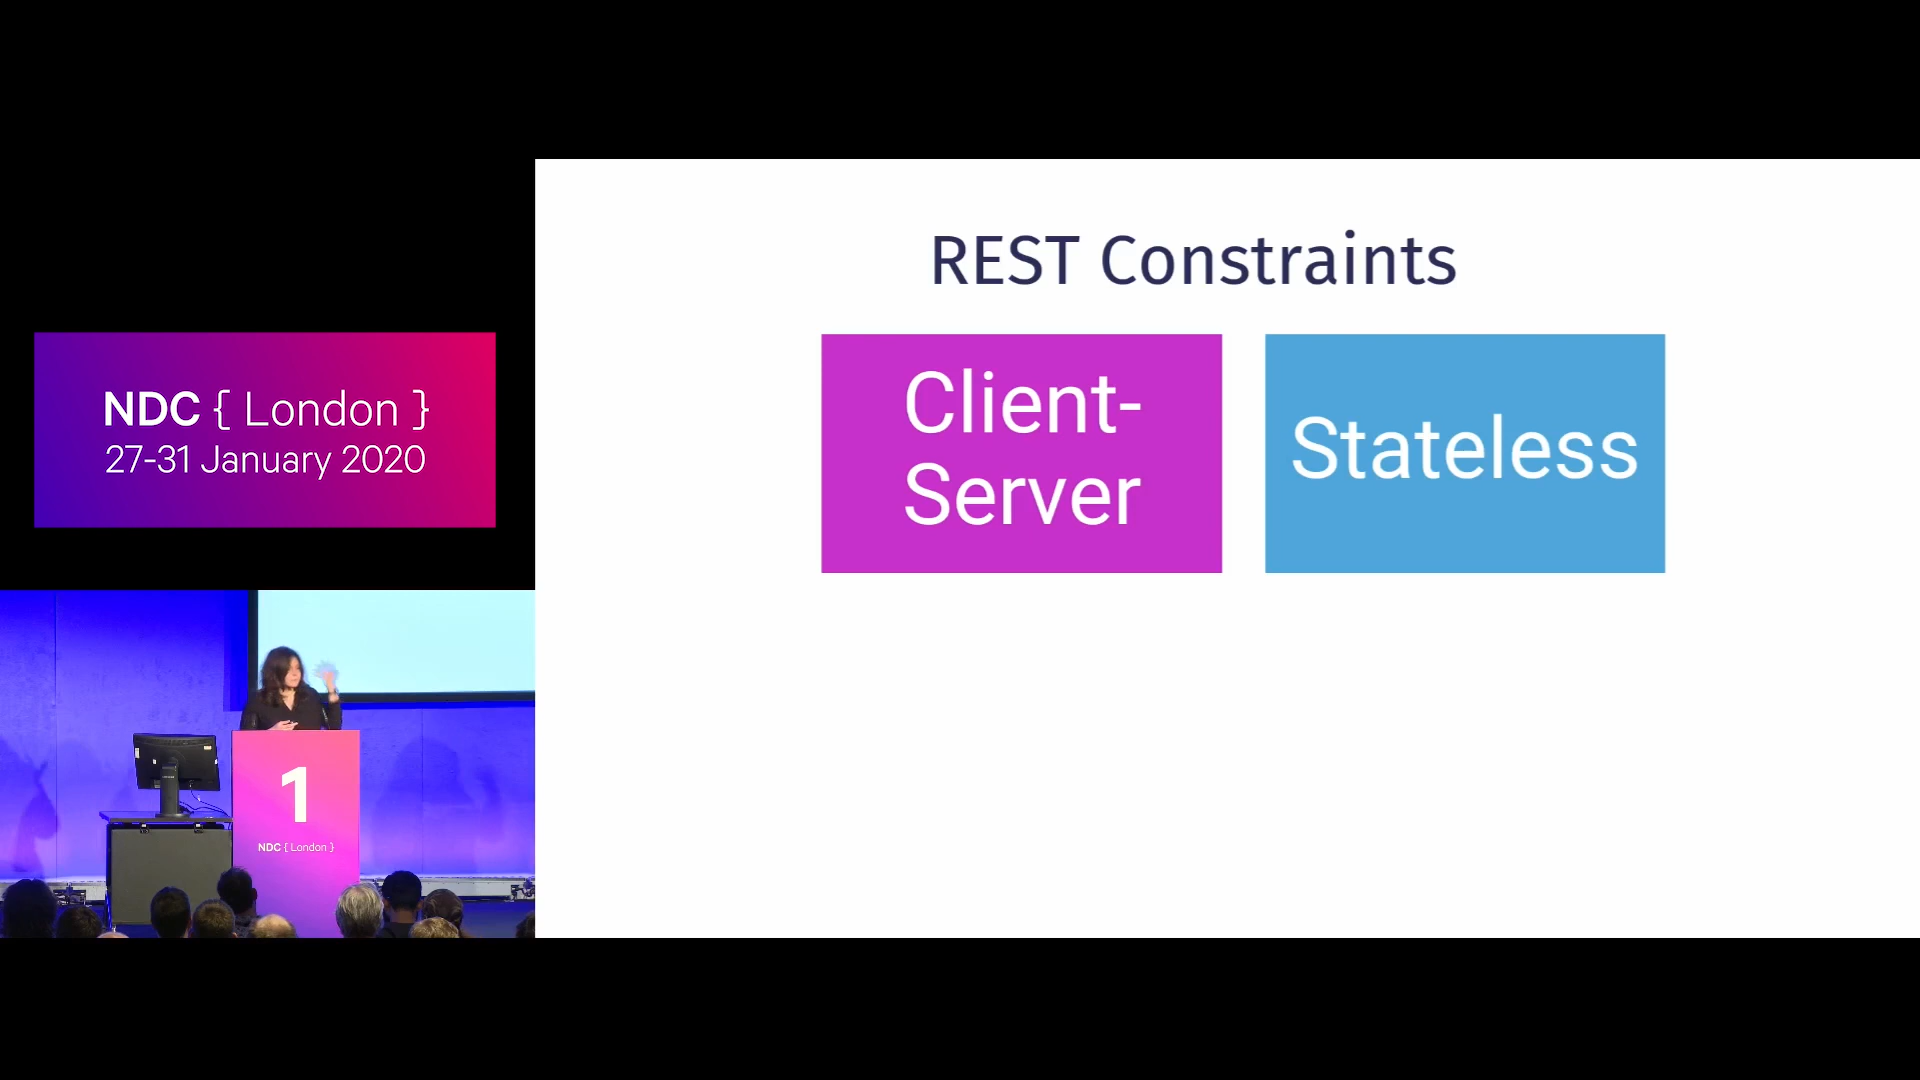 REST Constraints
Client-
Server
Stateless
NDC { London }
27-31 January 2020
1
NDC { London }